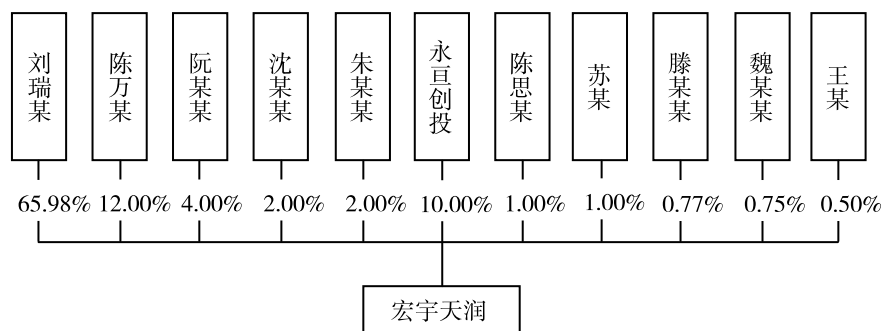 刘瑞某
陈万某
阮某某
沈某某
朱某某
永亘创投
陈思某
苏某
滕某某
魏某某
王某
65.98%
12.00%
4.00%
2.00%
2.00%
10.00%
1.00%
1.00%
0.77%
0.75%
0.50%
宏宇天润